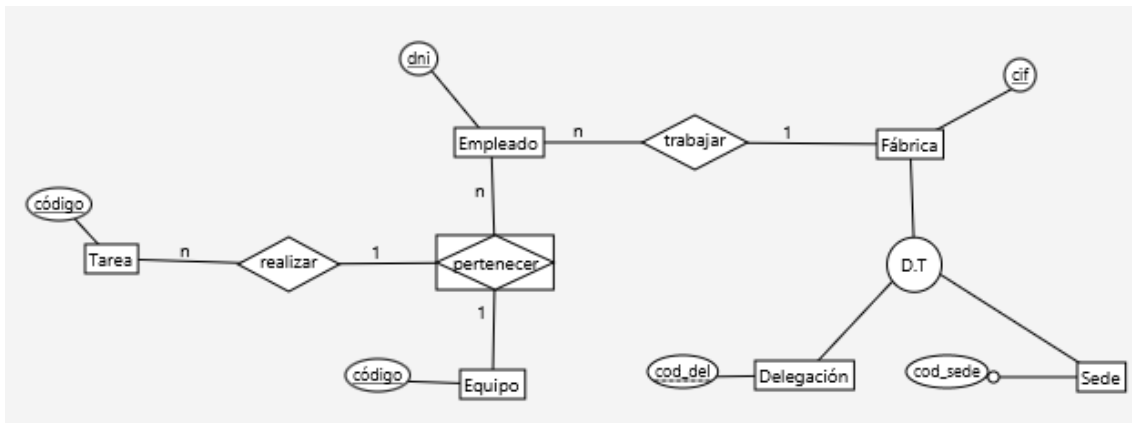 dni
cif
n
trabajar
1
Empleado
Fábrica
n
código
Tarea
n
realizar
1
pertenecer
D.T
1
código
Equipo
cod_del
Delegación
cod_sede
Sede